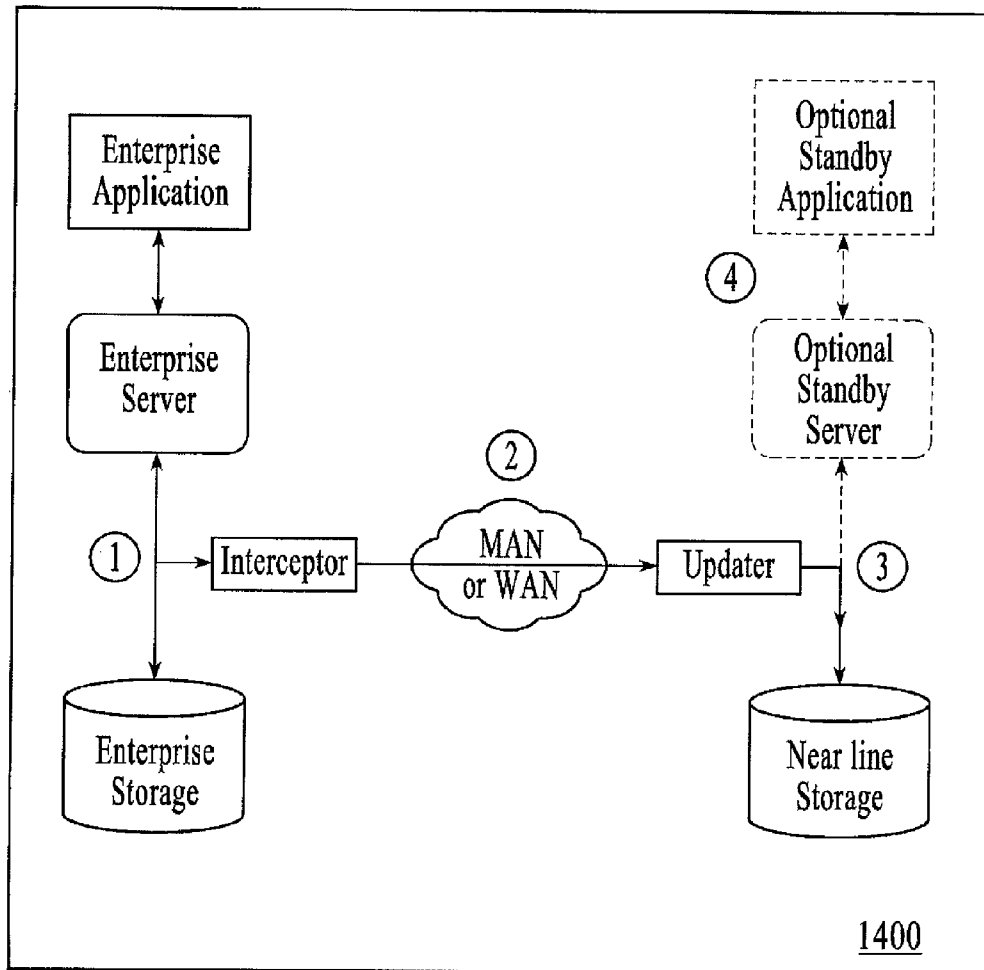 Enterprise
Application
Optional
Standby
Application
4
Enterprise
Server
Optional
Standby
Server
2
1
Interceptor
MAN
or WAN
Updater
3
Enterprise
Storage
Near line
Storage
1400